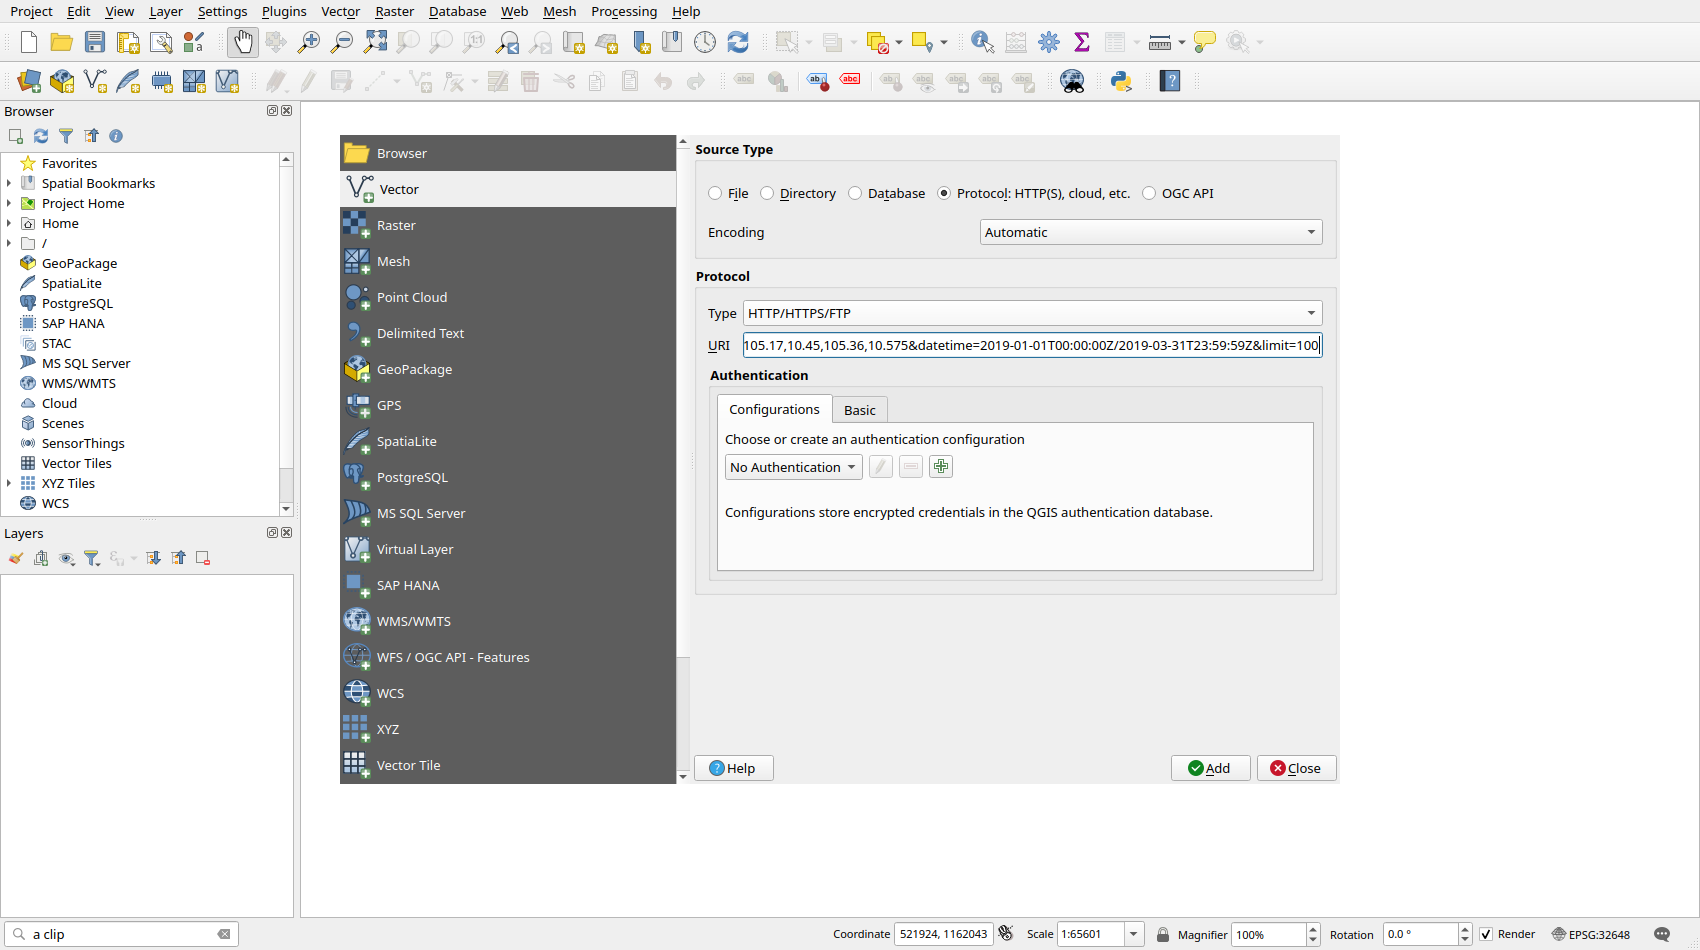 Project Edit View Layer Settings Plugins Vector Raster Database Web Mesh Processing Help
Browser
Favorites
Spatial Bookmarks
Project Home
Home
/
GeoPackage
SpatiaLite
PostgreSQL
SAP HANA
STAC
MS SQL Server
WMS/WMTS
Cloud
Scenes
SensorThings
Vector Tiles
XYZ Tiles
WCS
Layers
Browser
Vector
Raster
Mesh
Point Cloud
Delimited Text
GeoPackage
GPS
SpatiaLite
PostgreSQL
MS SQL Server
Virtual Layer
SAP HANA
WMS/WMTS
WFS / OGC API - Features
WCS
XYZ
Vector Tile
Source Type
File Directory Database Protocol: HTTP(S), cloud, etc. OGC API
Encoding Automatic
Protocol
Type HTTP/HTTPS/FTP
URI 105.17,10.45,105.36,10.575&datetime=2019-01-01T00:00:00Z/2019-03-31T23:59:59Z&limit=100
Authentication
Configurations Basic
Choose or create an authentication configuration
No Authentication
Configurations store encrypted credentials in the QGIS authentication database.
Help Add Close
a clip Coordinate 521924, 1162043 Scale 1:65601 Magnifier 100% Rotation 0.0 ° Render EPSG:32648